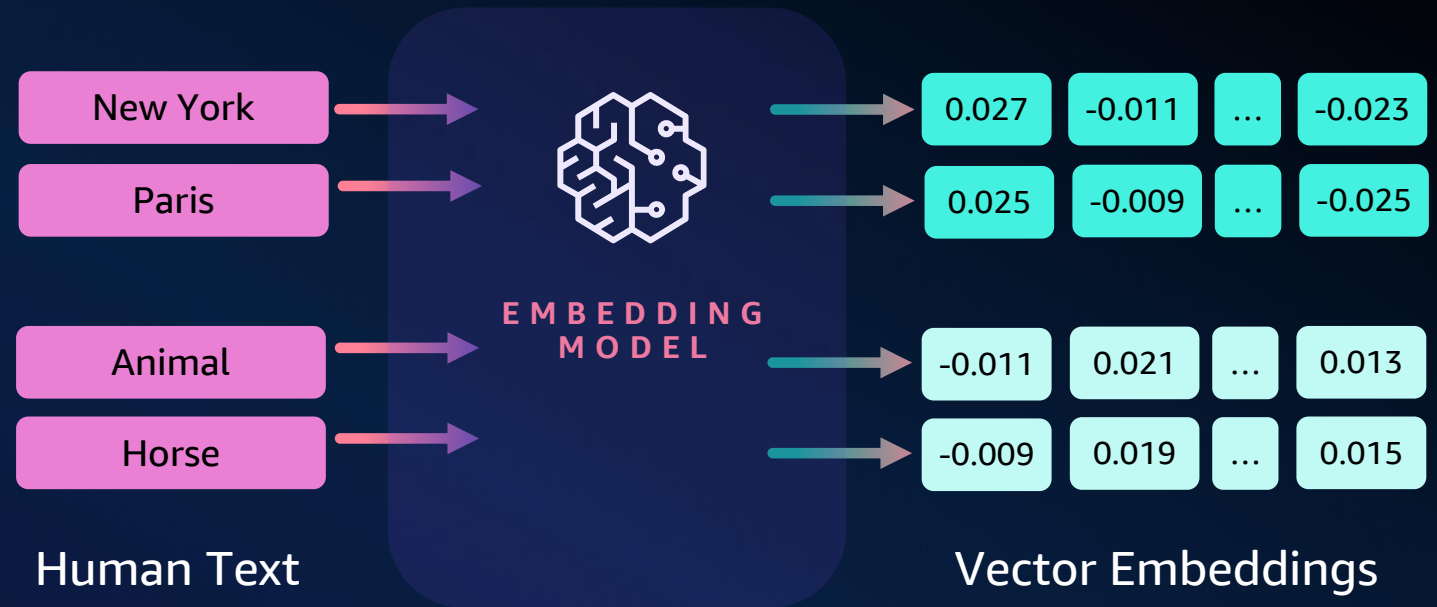 New York
0.027 -0.011 ... -0.023
Paris
0.025 -0.009 ... -0.025
EMBEDDING
MODEL
Animal
-0.011 0.021 ... 0.013
Horse
-0.009 0.019 ... 0.015
Human Text
Vector Embeddings